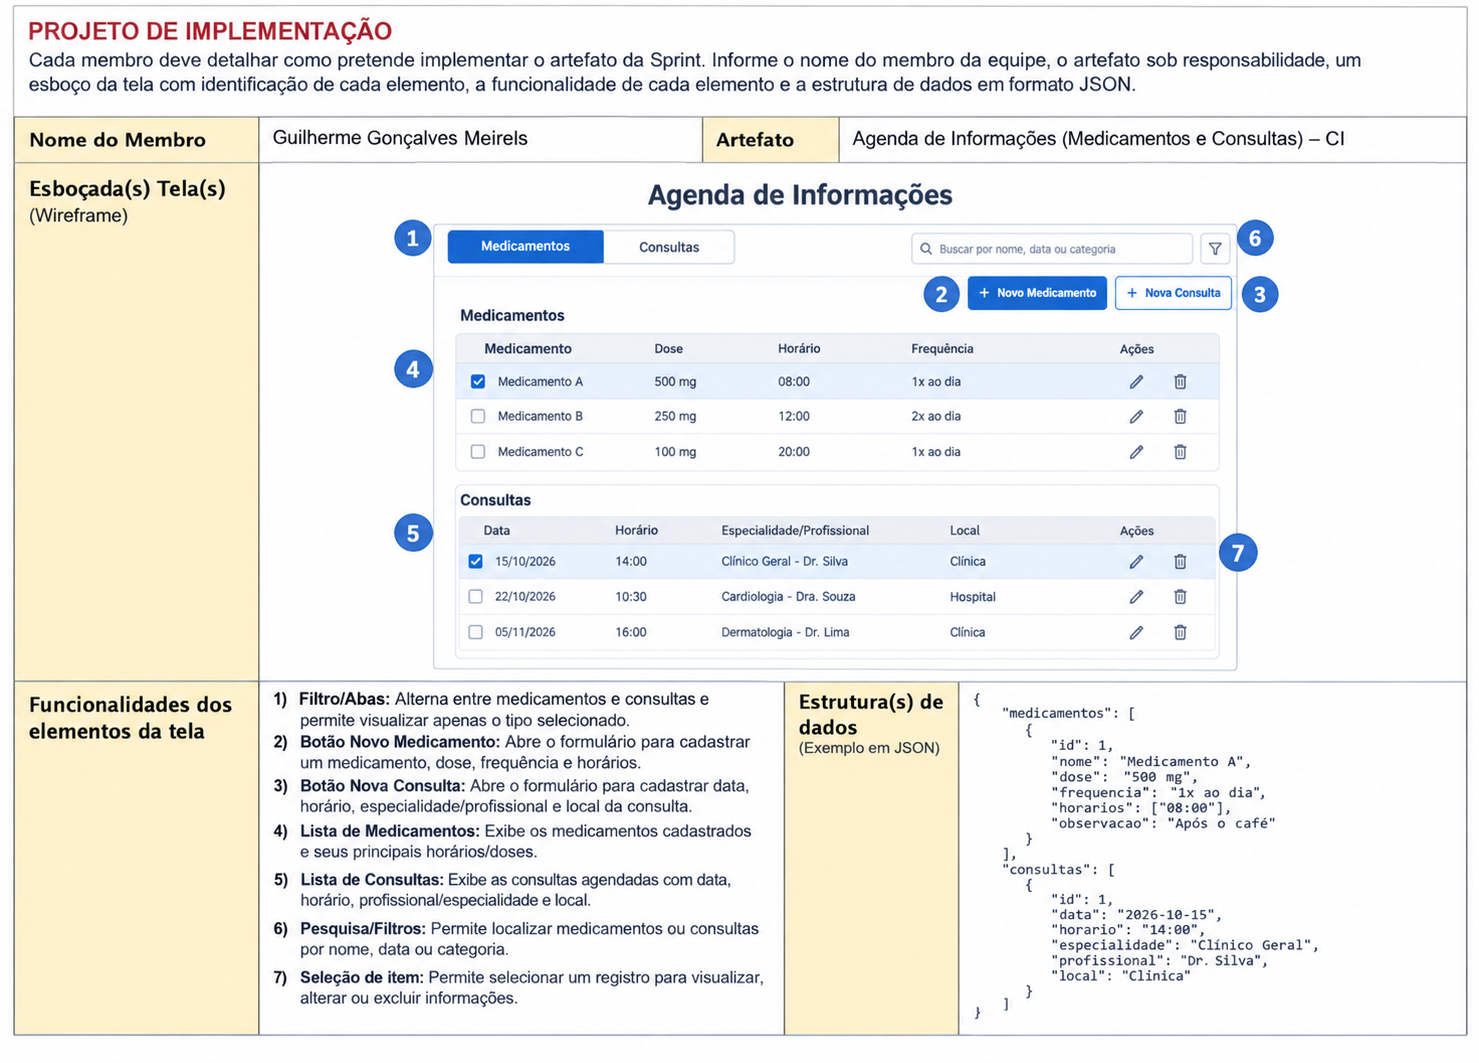 PROJETO DE IMPLEMENTAÇÃO
Cada membro deve detalhar como pretende implementar o artefato da Sprint. Informe o nome do membro da equipe, o artefato sob responsabilidade, um
esboço da tela com identificação de cada elemento, a funcionalidade de cada elemento e a estrutura de dados em formato JSON.
Nome do Membro
Guilherme Gonçalves Meirels
Artefato
Agenda de Informações (Medicamentos e Consultas) – CI
Esboçada(s) Tela(s)
(Wireframe)
Agenda de Informações
1
Medicamentos
Consultas
Buscar por nome, data ou categoria
6
2
+ Novo Medicamento
+ Nova Consulta
3
Medicamentos
4
Medicamento Dose Horário Frequência Ações
Medicamento A 500 mg 08:00 1x ao dia
Medicamento B 250 mg 12:00 2x ao dia
Medicamento C 100 mg 20:00 1x ao dia
Consultas
5
Data Horário Especialidade/Profissional Local Ações
7
15/10/2026 14:00 Clínico Geral - Dr. Silva Clínica
22/10/2026 10:30 Cardiologia - Dra. Souza Hospital
05/11/2026 16:00 Dermatologia - Dr. Lima Clínica
Funcionalidades dos
elementos da tela
1) Filtro/Abas: Alterna entre medicamentos e consultas e
permite visualizar apenas o tipo selecionado.
2) Botão Novo Medicamento: Abre o formulário para cadastrar
um medicamento, dose, frequência e horários.
3) Botão Nova Consulta: Abre o formulário para cadastrar data,
horário, especialidade/profissional e local da consulta.
4) Lista de Medicamentos: Exibe os medicamentos cadastrados
e seus principais horários/doses.
5) Lista de Consultas: Exibe as consultas agendadas com data,
horário, profissional/especialidade e local.
6) Pesquisa/Filtros: Permite localizar medicamentos ou consultas
por nome, data ou categoria.
7) Seleção de item: Permite selecionar um registro para visualizar,
alterar ou excluir informações.
Estrutura(s) de
dados
(Exemplo em JSON)
{
"medicamentos": [
{
"id": 1,
"nome": "Medicamento A",
"dose": "500 mg",
"frequencia": "1x ao dia",
"horarios": ["08:00"],
"observacao": "Após o café"
}
],
"consultas": [
{
"id": 1,
"data": "2026-10-15",
"horario": "14:00",
"especialidade": "Clínico Geral",
"profissional": "Dr. Silva",
"local": "Clínica"
}
]
}